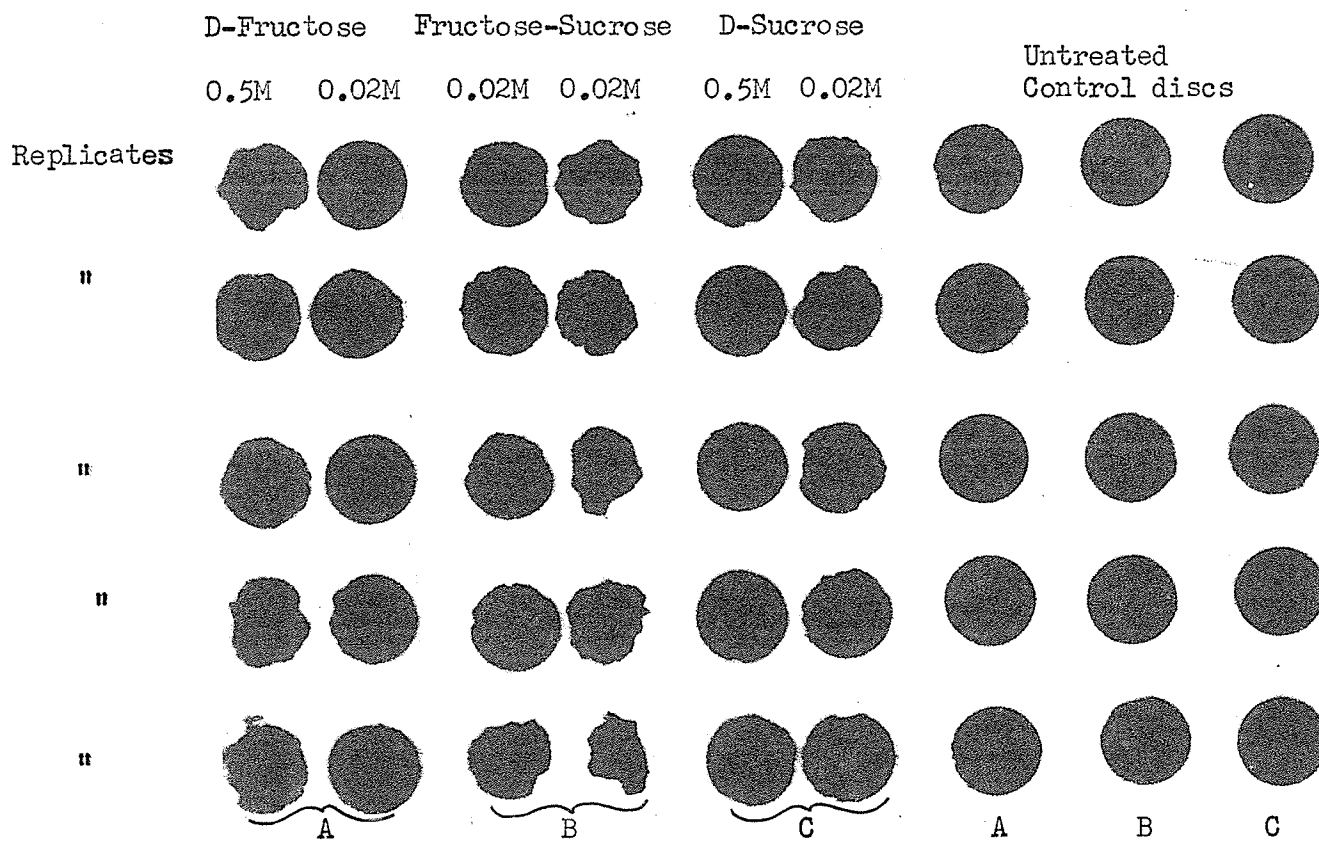 D-Fructose Fructose-Sucrose D-Sucrose
Untreated
Control discs
0.5M 0.02M 0.02M 0.02M 0.5M 0.02M
Replicates
"
"
"
"
A B C A B C